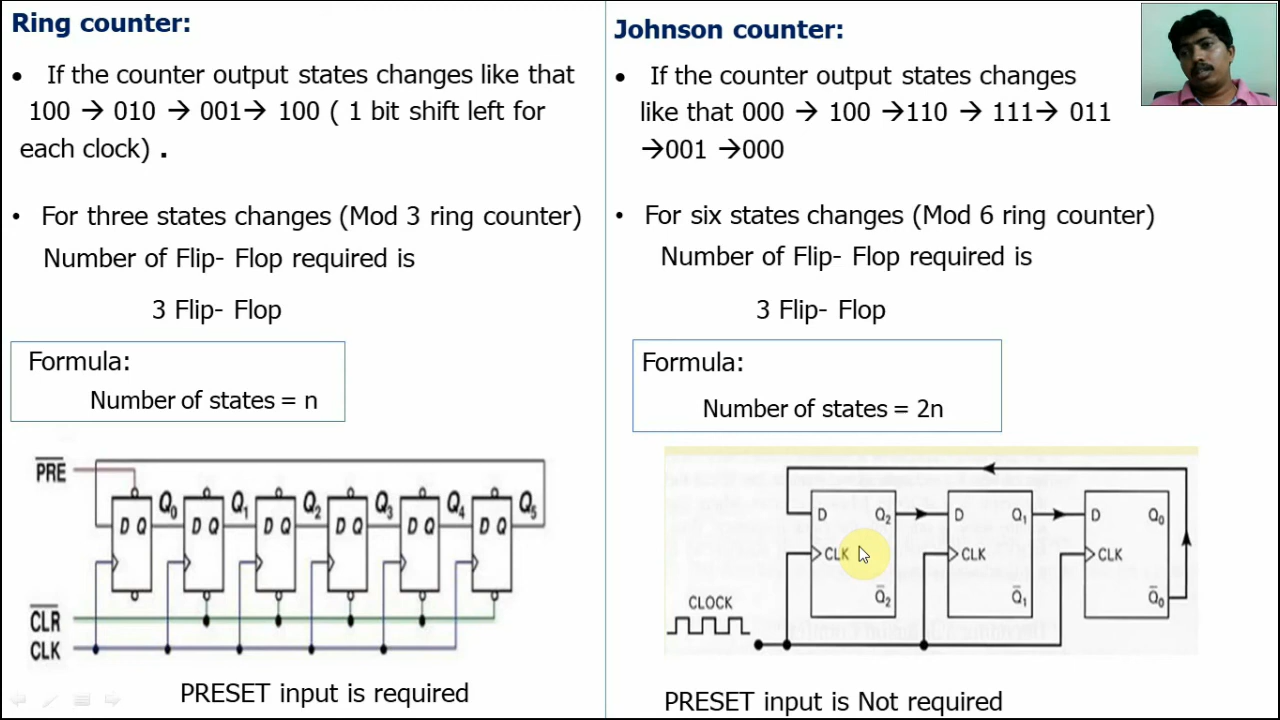 Ring counter:
• If the counter output states changes like that
100 → 010 → 001→ 100 ( 1 bit shift left for
each clock) .
• For three states changes (Mod 3 ring counter)
Number of Flip- Flop required is
3 Flip- Flop
Formula:
Number of states = n
PRE
Q0 Q1 Q2 Q3 Q4 Q5
D Q D Q D Q D Q D Q D Q
CLR
CLK
PRESET input is required
Johnson counter:
• If the counter output states changes
like that 000 → 100 →110 → 111→ 011
→001 →000
• For six states changes (Mod 6 ring counter)
Number of Flip- Flop required is
3 Flip- Flop
Formula:
Number of states = 2n
D Q2 D Q1 D Q0
CLK CLK CLK
Q̅2 Q̅1 Q̅0
CLOCK
PRESET input is Not required